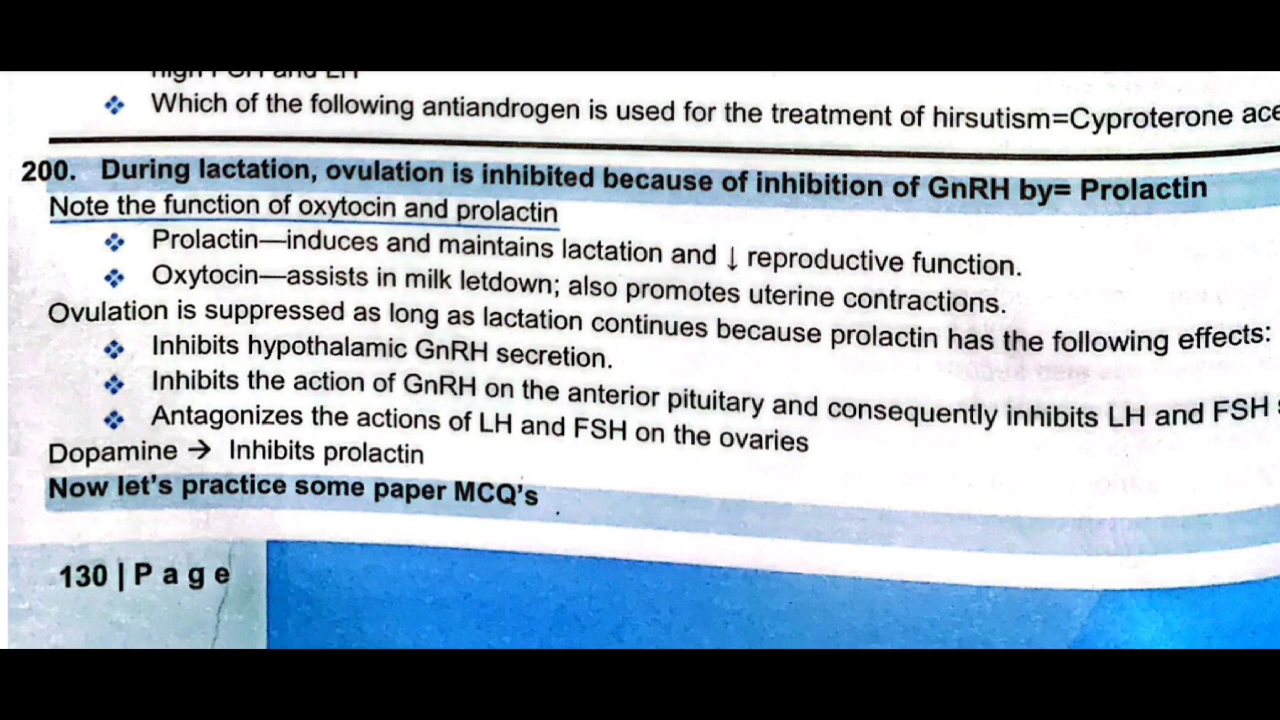 ❖ Which of the following antiandrogen is used for the treatment of hirsutism=Cyproterone
200. During lactation, ovulation is inhibited because of inhibition of GnRH by= Prolactin
Note the function of oxytocin and prolactin
❖ Prolactin—induces and maintains lactation and ↓ reproductive function.
❖ Oxytocin—assists in milk letdown; also promotes uterine contractions.
Ovulation is suppressed as long as lactation continues because prolactin has the following effects:
❖ Inhibits hypothalamic GnRH secretion.
❖ Inhibits the action of GnRH on the anterior pituitary and consequently inhibits LH and FSH
❖ Antagonizes the actions of LH and FSH on the ovaries
Dopamine → Inhibits prolactin
Now let's practice some paper MCQ's
130 | P a g e